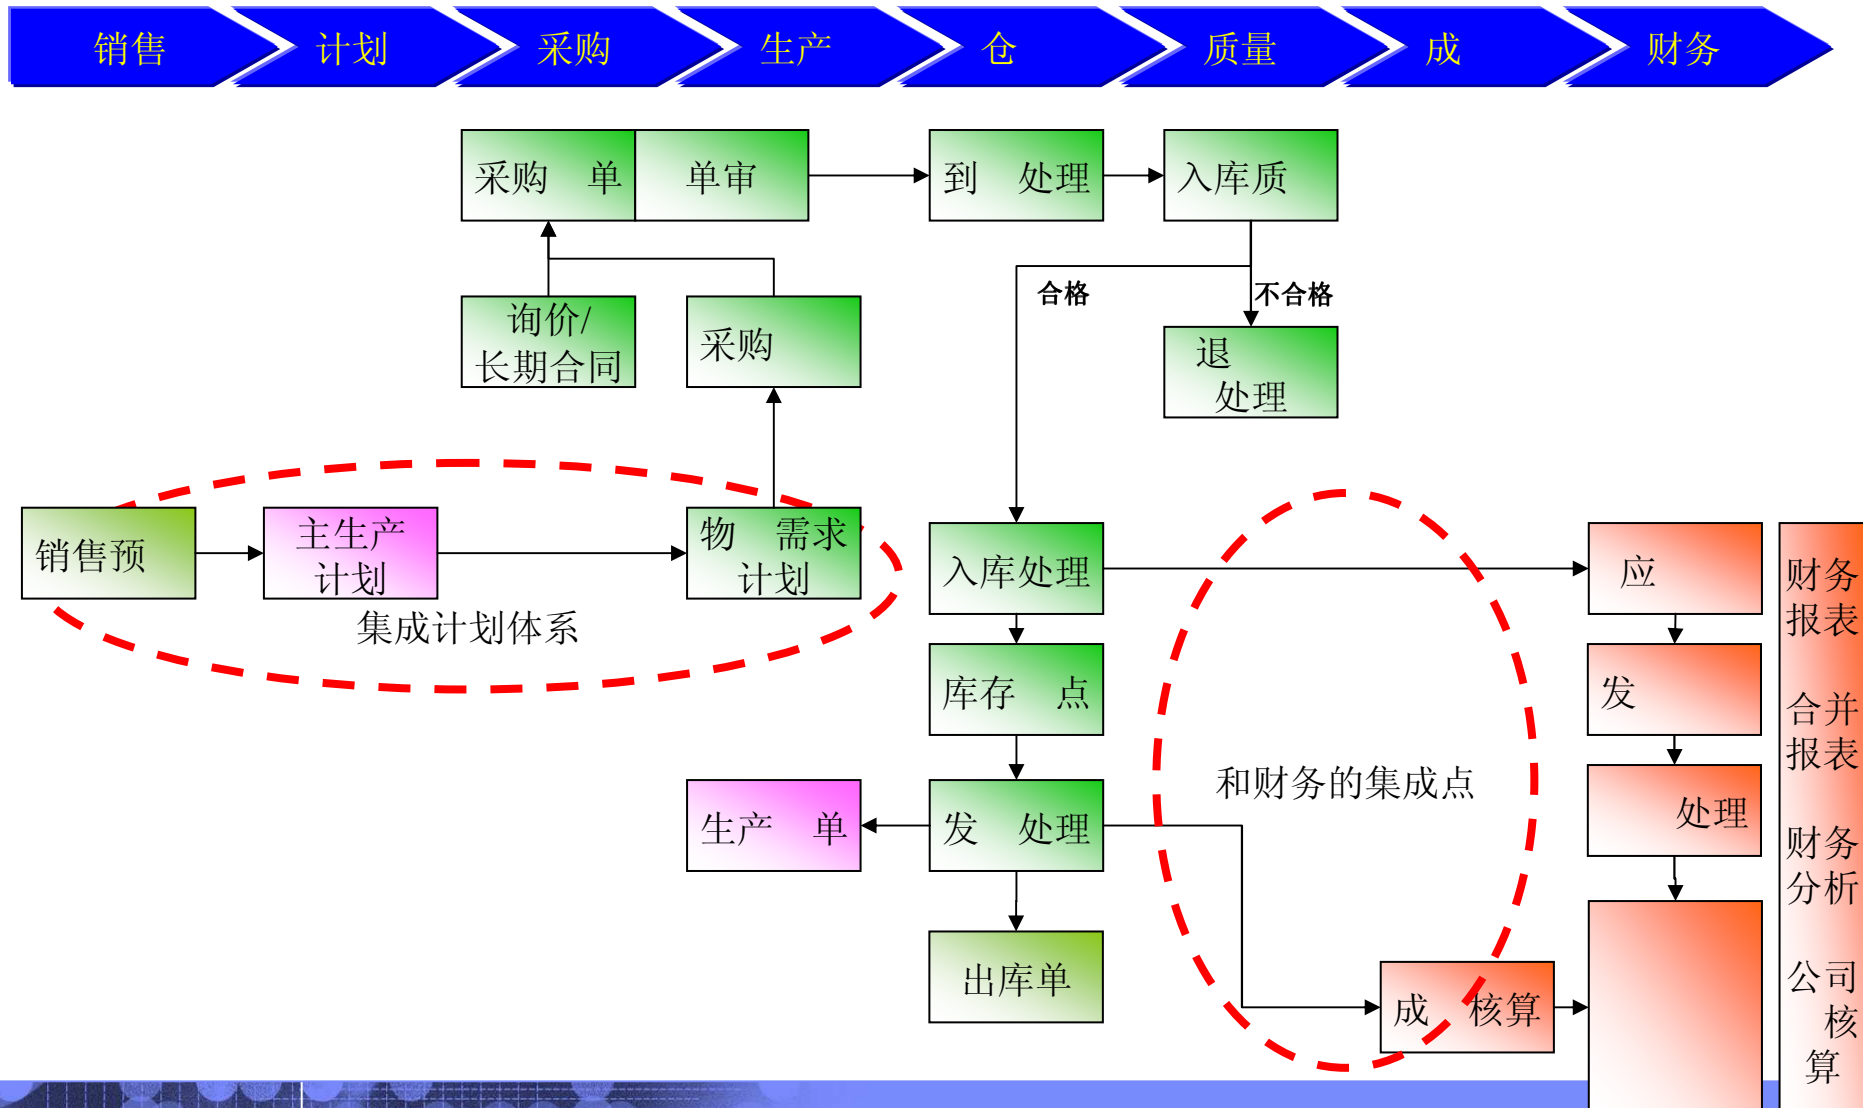 销售
计划
采购
生产
仓
质量
成
财务
采购 单
单审
到 处理
入库质
合格
不合格
询价/
长期合同
采购
退
处理
销售预
主生产
计划
物 需求
计划
集成计划体系
入库处理
应
库存 点
发
和财务的集成点
生产 单
发 处理
处理
出库单
成 核算
财务
报表
合并
报表
财务
分析
公司
核
算